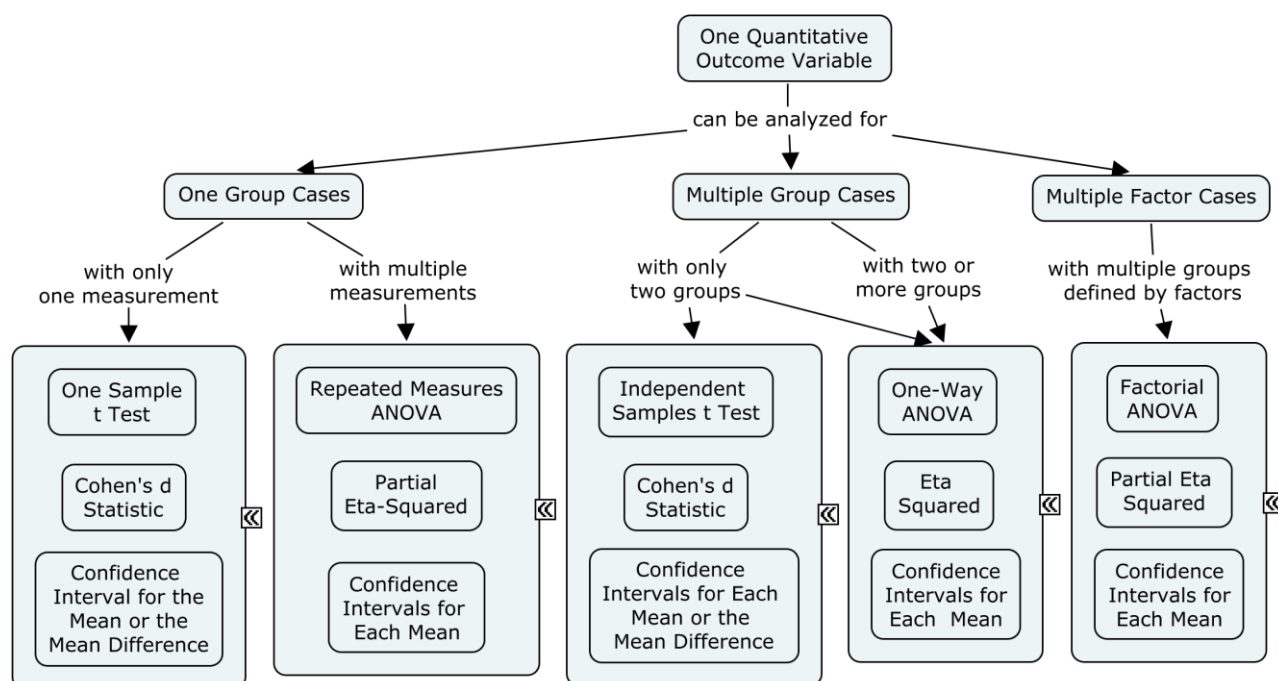 One Quantitative
Outcome Variable
can be analyzed for
One Group Cases
Multiple Group Cases
Multiple Factor Cases
with only
one measurement
with multiple
measurements
with only
two groups
with two or
more groups
with multiple groups
defined by factors
One Sample
t Test
Cohen's d
Statistic
Confidence
Interval for the
Mean or the
Mean Difference
Repeated Measures
ANOVA
Partial
Eta-Squared
Confidence
Intervals for
Each Mean
Independent
Samples t Test
Cohen's d
Statistic
Confidence
Intervals for Each
Mean or the
Mean Difference
One-Way
ANOVA
Eta
Squared
Confidence
Intervals for
Each Mean
Factorial
ANOVA
Partial Eta
Squared
Confidence
Intervals for
Each Mean